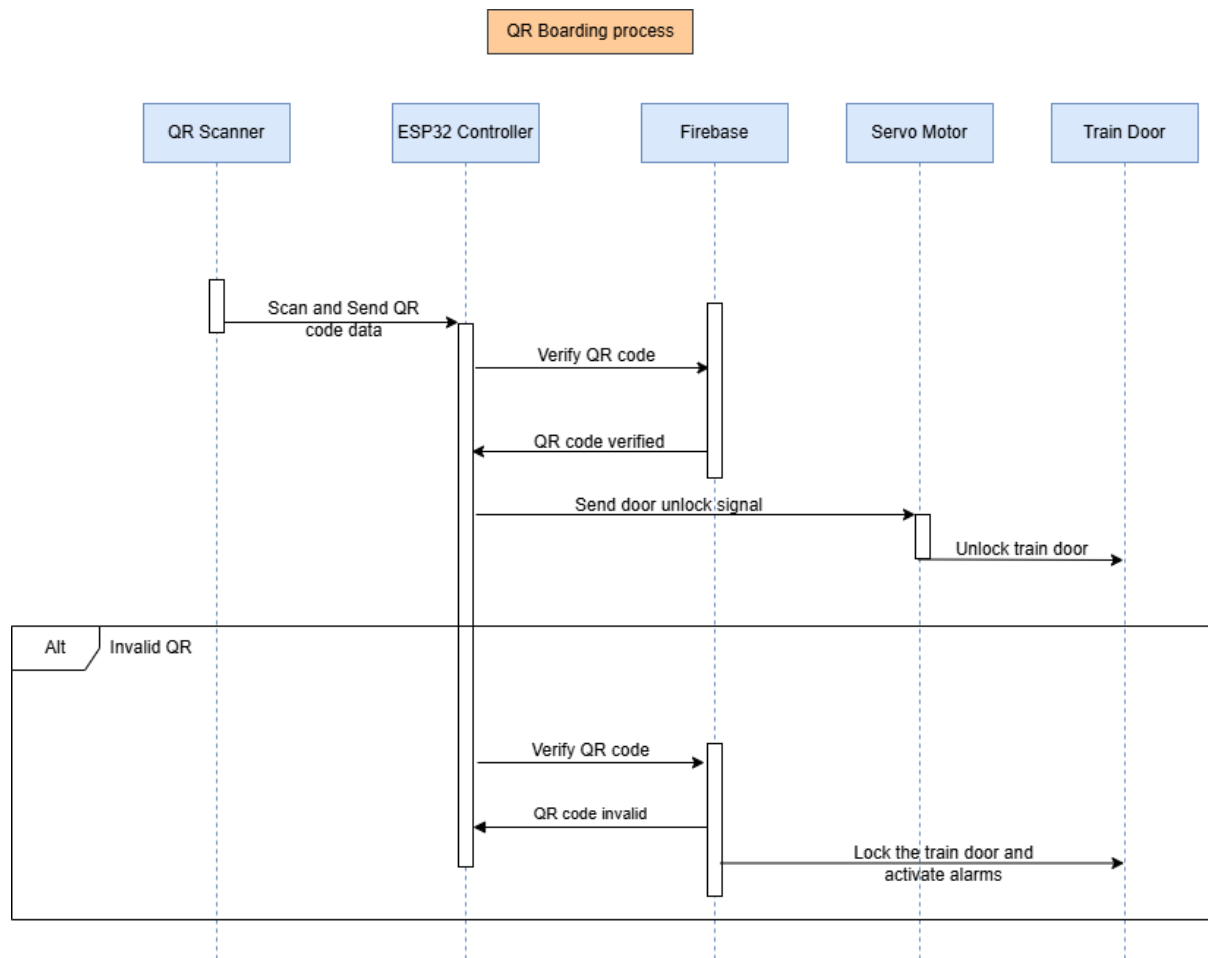 QR Boarding process
QR Scanner
ESP32 Controller
Firebase
Servo Motor
Train Door
Scan and Send QR
code data
Verify QR code
QR code verified
Send door unlock signal
Unlock train door
Alt
Invalid QR
Verify QR code
QR code invalid
Lock the train door and
activate alarms